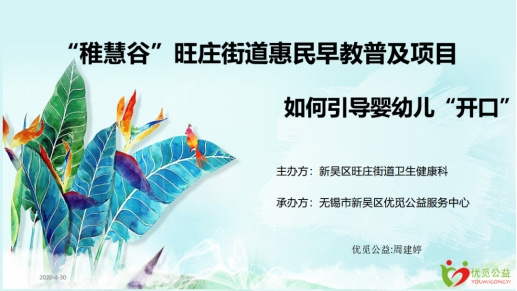 “稚慧谷”旺庄街道惠民早教普及项目
如何引导婴幼儿“开口”
主办方：新吴区旺庄街道卫生健康科
承办方：无锡市新吴区优觅公益服务中心
优觅公益:周建婷
2020-4-30
优觅公益
YOUMIGONGYI